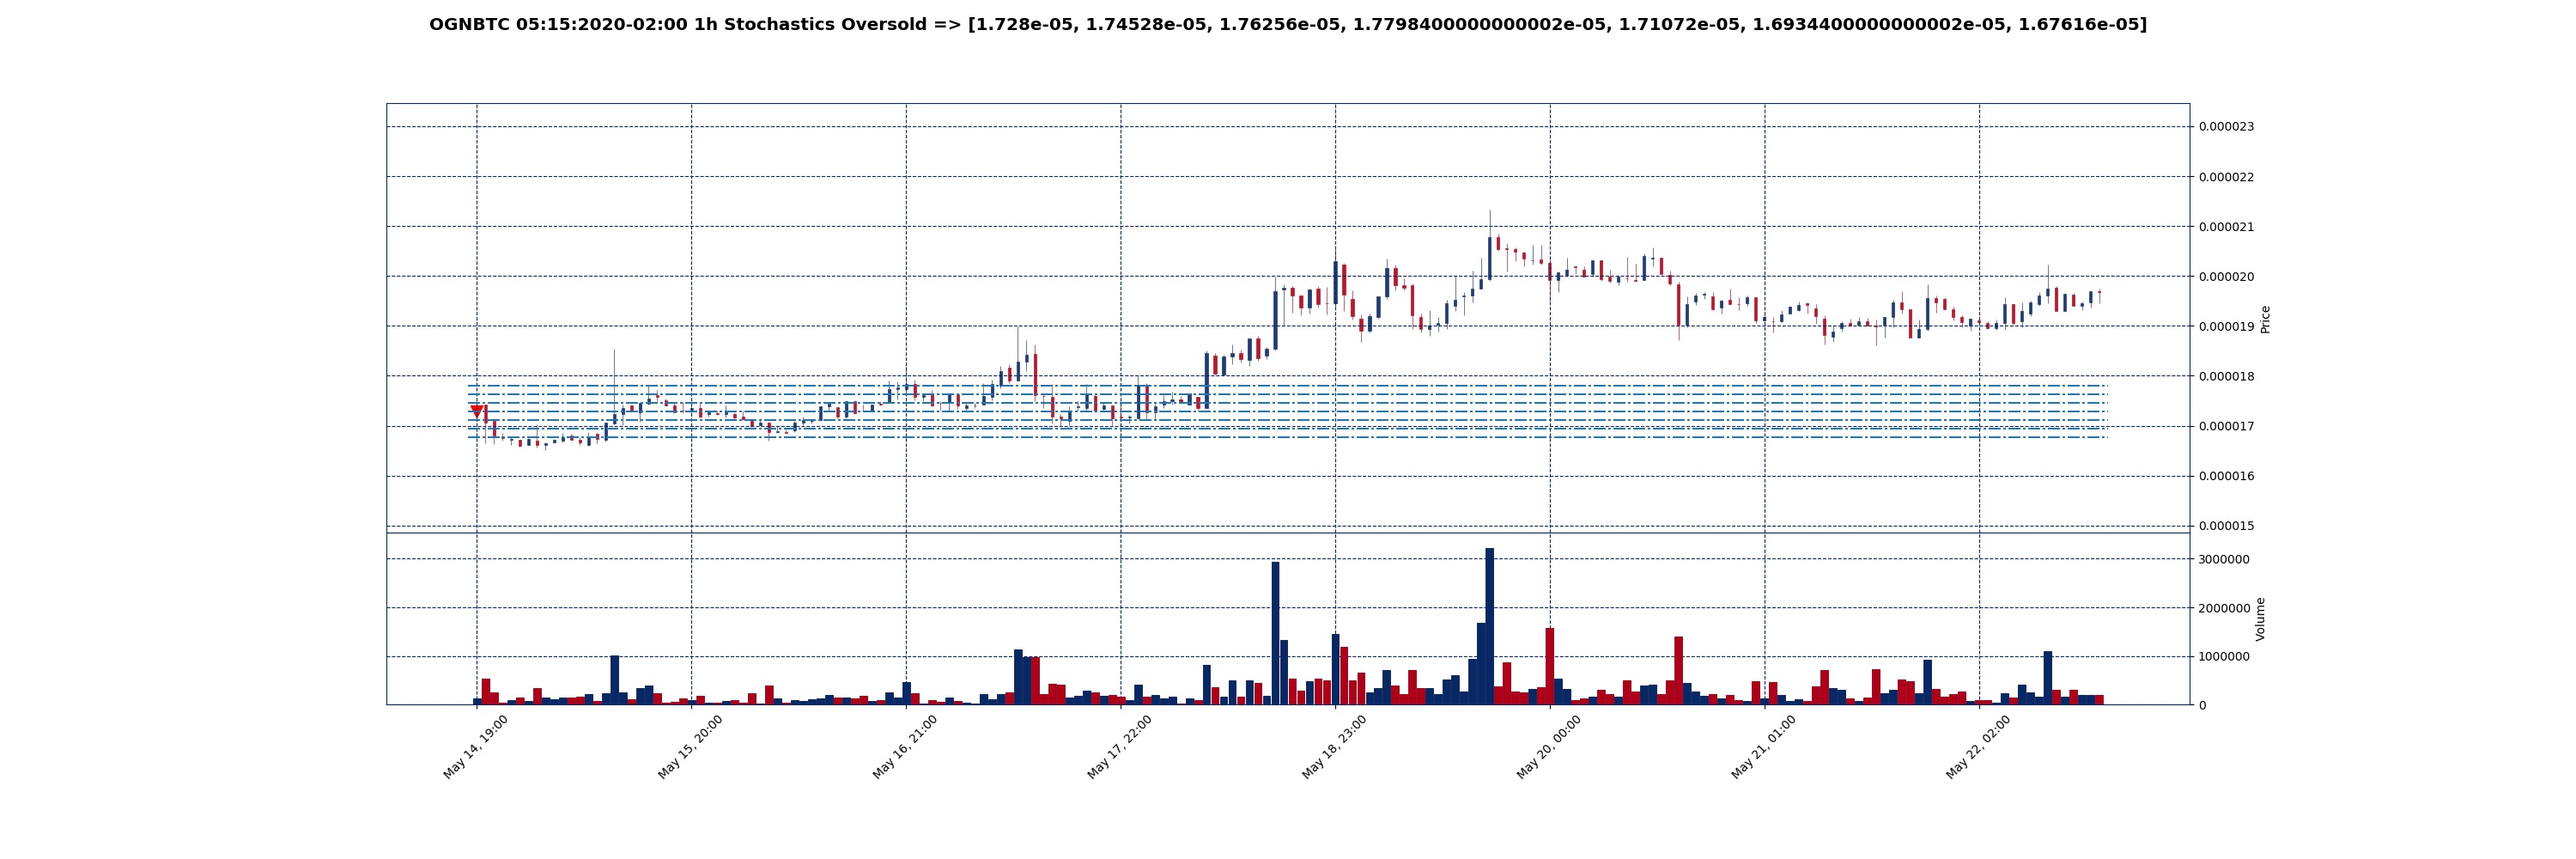 OGNBTC 05:15:2020-02:00 1h Stochastics Oversold => [1.728e-05, 1.74528e-05, 1.76256e-05, 1.7798400000000002e-05, 1.71072e-05, 1.6934400000000002e-05, 1.67616e-05]
0.000023
0.000022
0.000021
0.000020
0.000019
Price
0.000018
0.000017
0.000016
0.000015
3000000
2000000
Volume
1000000
0
May 14, 19:00
May 15, 20:00
May 16, 21:00
May 17, 22:00
May 18, 23:00
May 20, 00:00
May 21, 01:00
May 22, 02:00